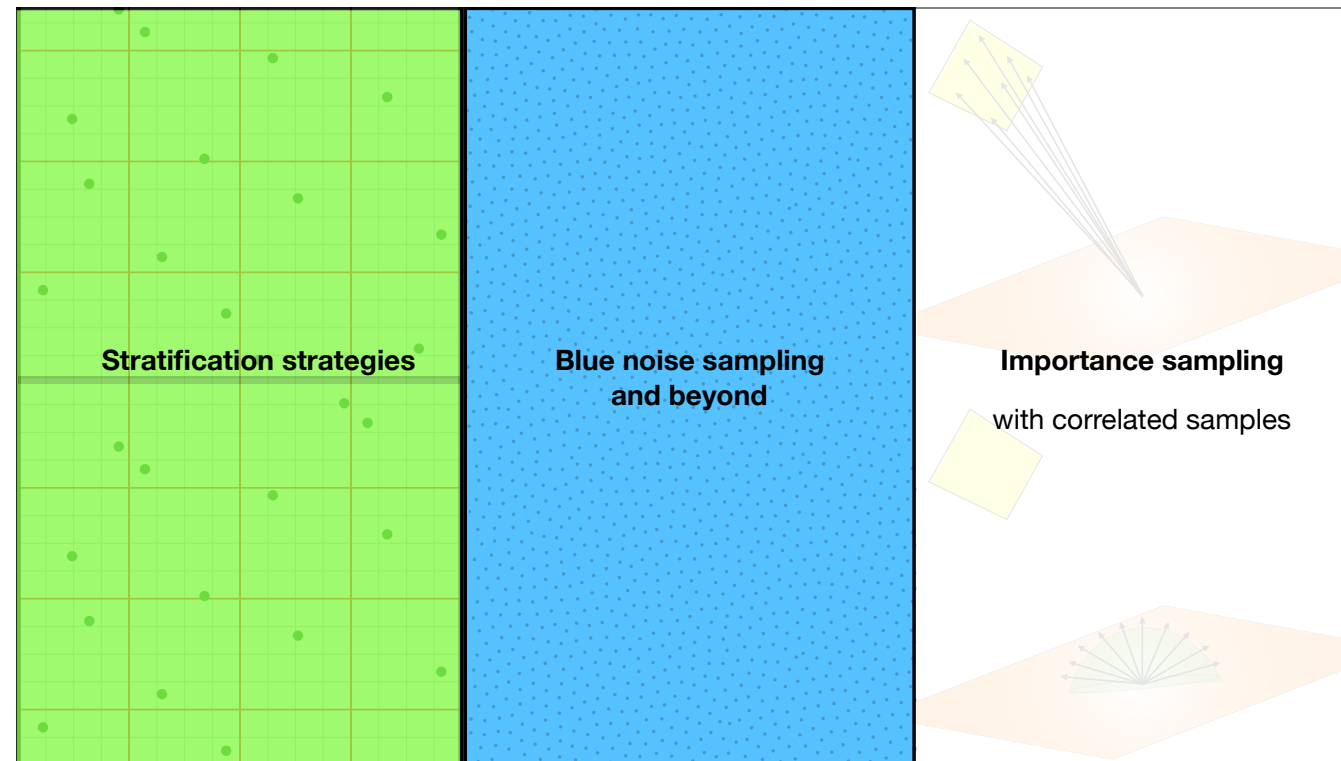 Stratification strategies
Blue noise sampling
and beyond
Importance sampling
with correlated samples